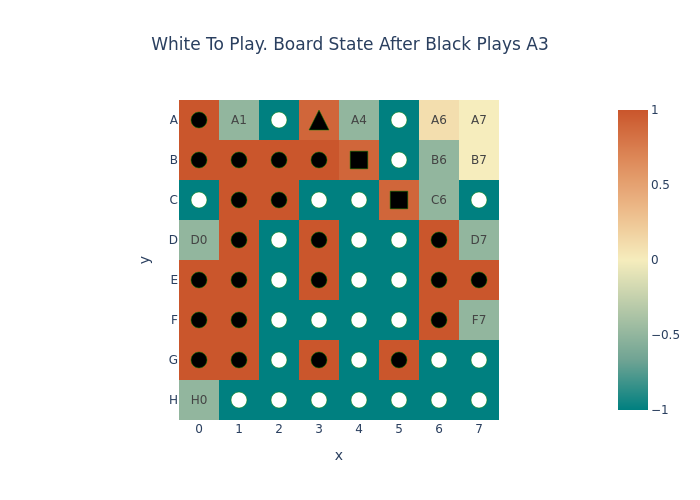 White To Play. Board State After Black Plays A3
A A1 A4 A6 A7 1
B B6 B7
0.5
C C6
D D0 D7
y E 0
F F7
−0.5
G
H H0 −1
0 1 2 3 4 5 6 7
x